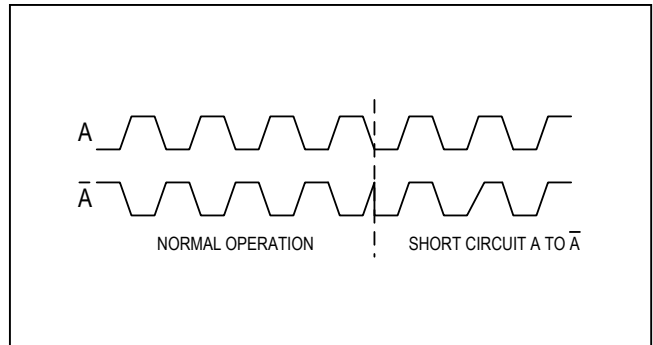 A
A̅
NORMAL OPERATION
SHORT CIRCUIT A TO A̅